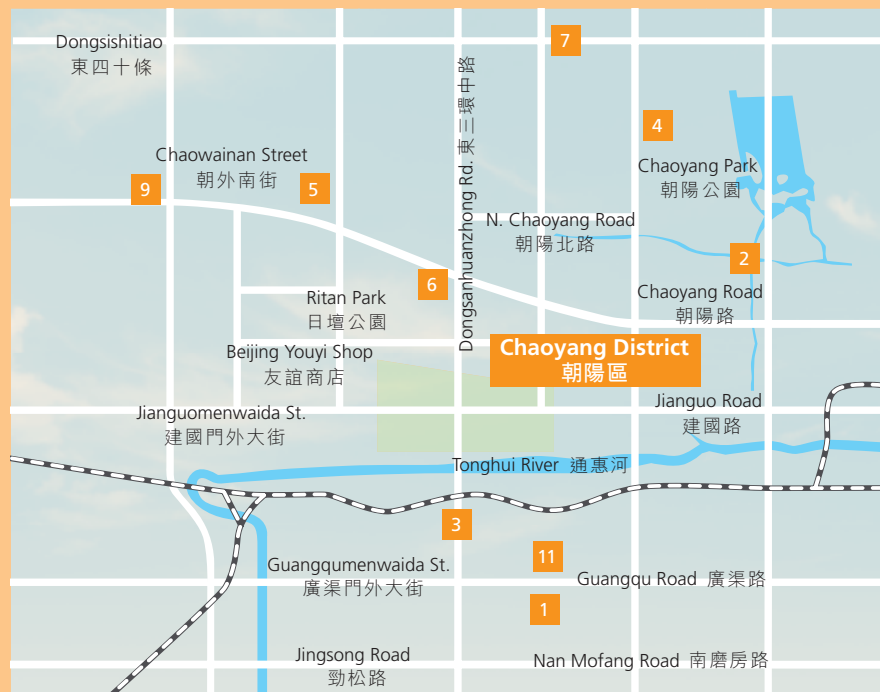 Dongsishitiao
東四十條
7
Dongsanhuanzhong Rd. 東三環中路
4
Chaowainan Street
朝外南街
9
5
Chaoyang Park
朝陽公園
N. Chaoyang Road
朝陽北路
2
6
Ritan Park
日壇公園
Chaoyang Road
朝陽路
Chaoyang District
朝陽區
Beijing Youyi Shop
友誼商店
Jianguomenwaida St.
建國門外大街
Jianguo Road
建國路
Tonghui River 通惠河
3
11
Guangqumenwaida St.
廣渠門外大街
Guangqu Road 廣渠路
1
Jingsong Road
勁松路
Nan Mofang Road 南磨房路